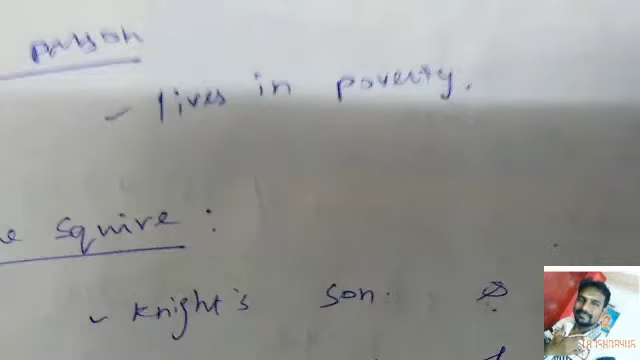 Parson
- lives in poverty.
e Squire :
- Knight's son.